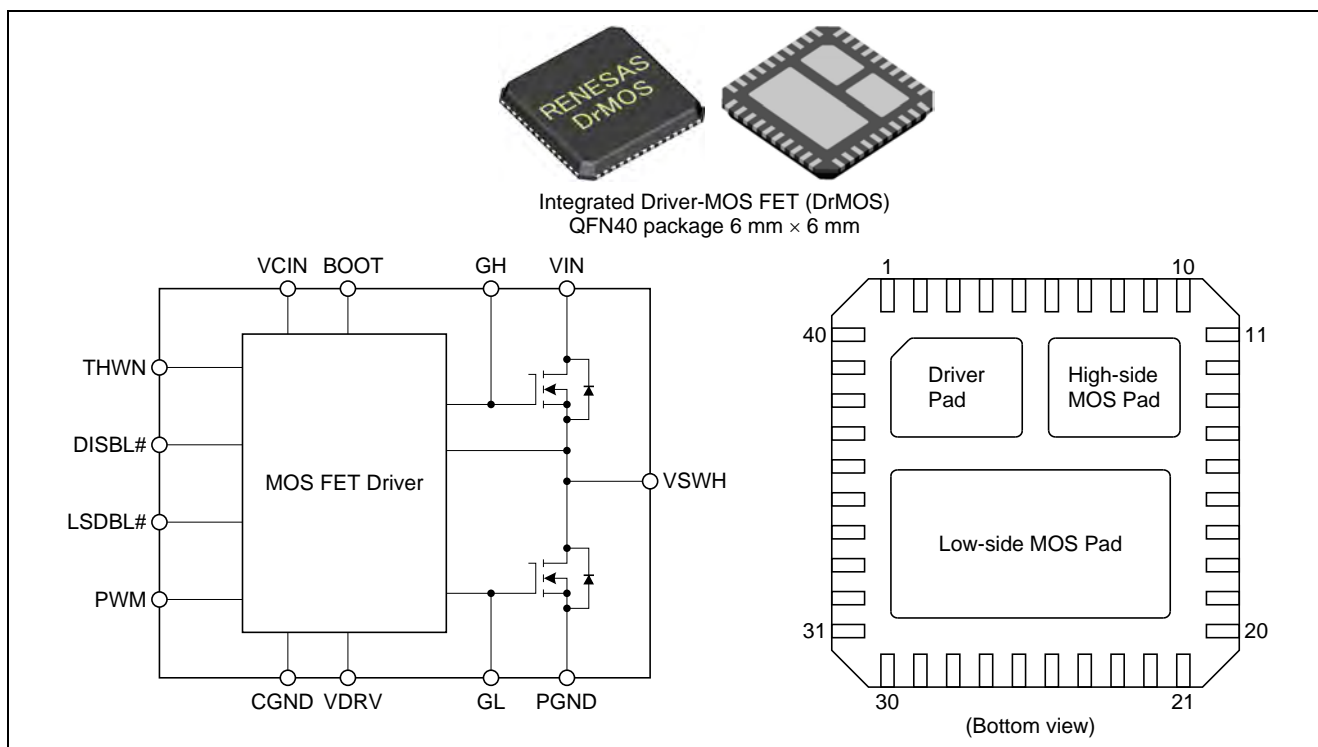 RENESAS
DrMOS
Integrated Driver-MOS FET (DrMOS)
QFN40 package 6 mm × 6 mm
VCIN BOOT GH VIN
THWN
DISBL#
LSDBL#
PWM
MOS FET Driver
VSWH
CGND VDRV GL PGND
1 10
40 11
Driver
Pad
High-side
MOS Pad
Low-side MOS Pad
31 20
30 21
(Bottom view)